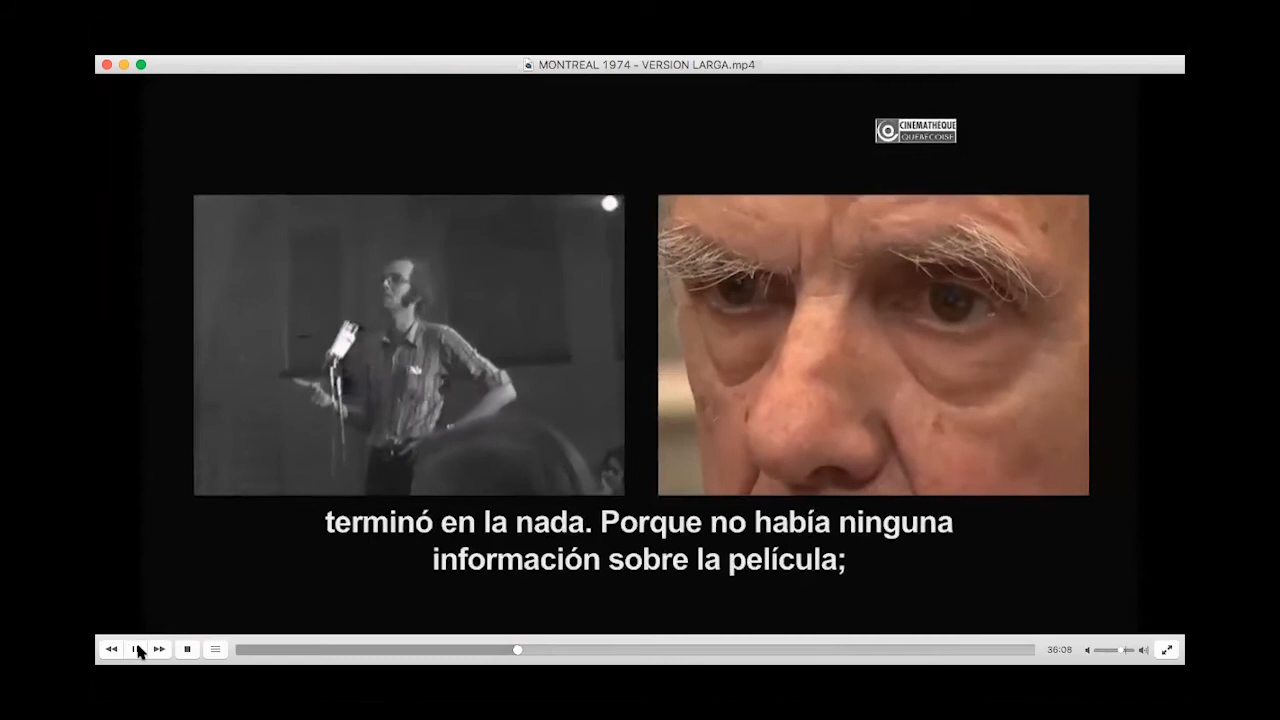 MONTREAL 1974 - VERSION LARGA.mp4
CINEMATHEQUE
QUEBECOISE
terminó en la nada. Porque no había ninguna
información sobre la película;
36:08